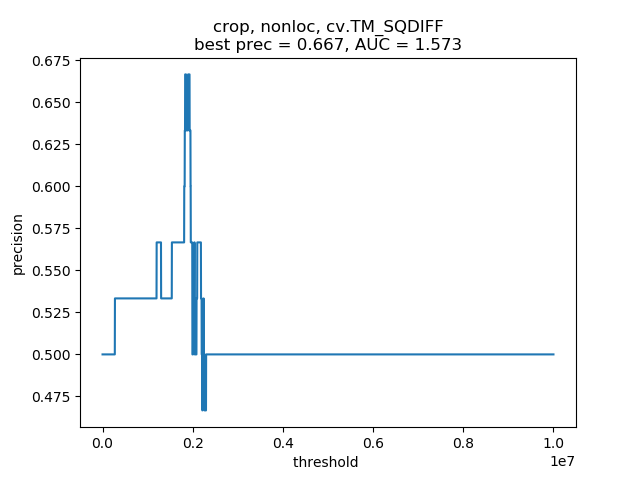 crop, nonloc, cv.TM_SQDIFF
best prec = 0.667, AUC = 1.573
precision
0.675
0.650
0.625
0.600
0.575
0.550
0.525
0.500
0.475
0.0 0.2 0.4 0.6 0.8 1.0
1e7
threshold